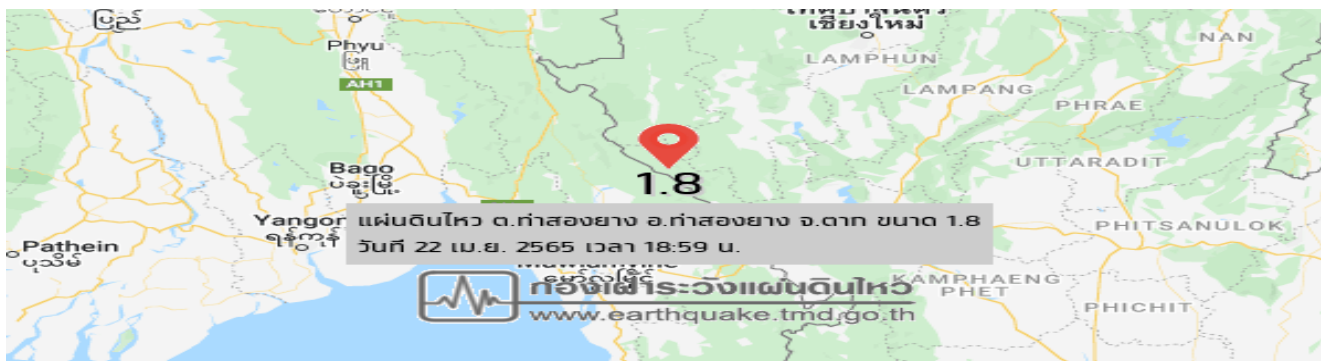 ပြည်
Phyu
ဖြူ
AH1
เชียงใหม่
NAN
LAMPHUN
LAMPANG
PHRAE
UTTARADIT
Bago
ပဲခူးမြို့
1.8
Yangon
ရန်ကုန်
Pathein
ပုသိမ်
แผ่นดินไหว ต.ท่าสองยาง อ.ท่าสองยาง จ.ตาก ขนาด 1.8
วันที่ 22 เม.ย. 2565 เวลา 18:59 น.
PHITSANULOK
KAMPHAENG
PHET
PHICHIT
กองเฝ้าระวังแผ่นดินไหว
www.earthquake.tmd.go.th